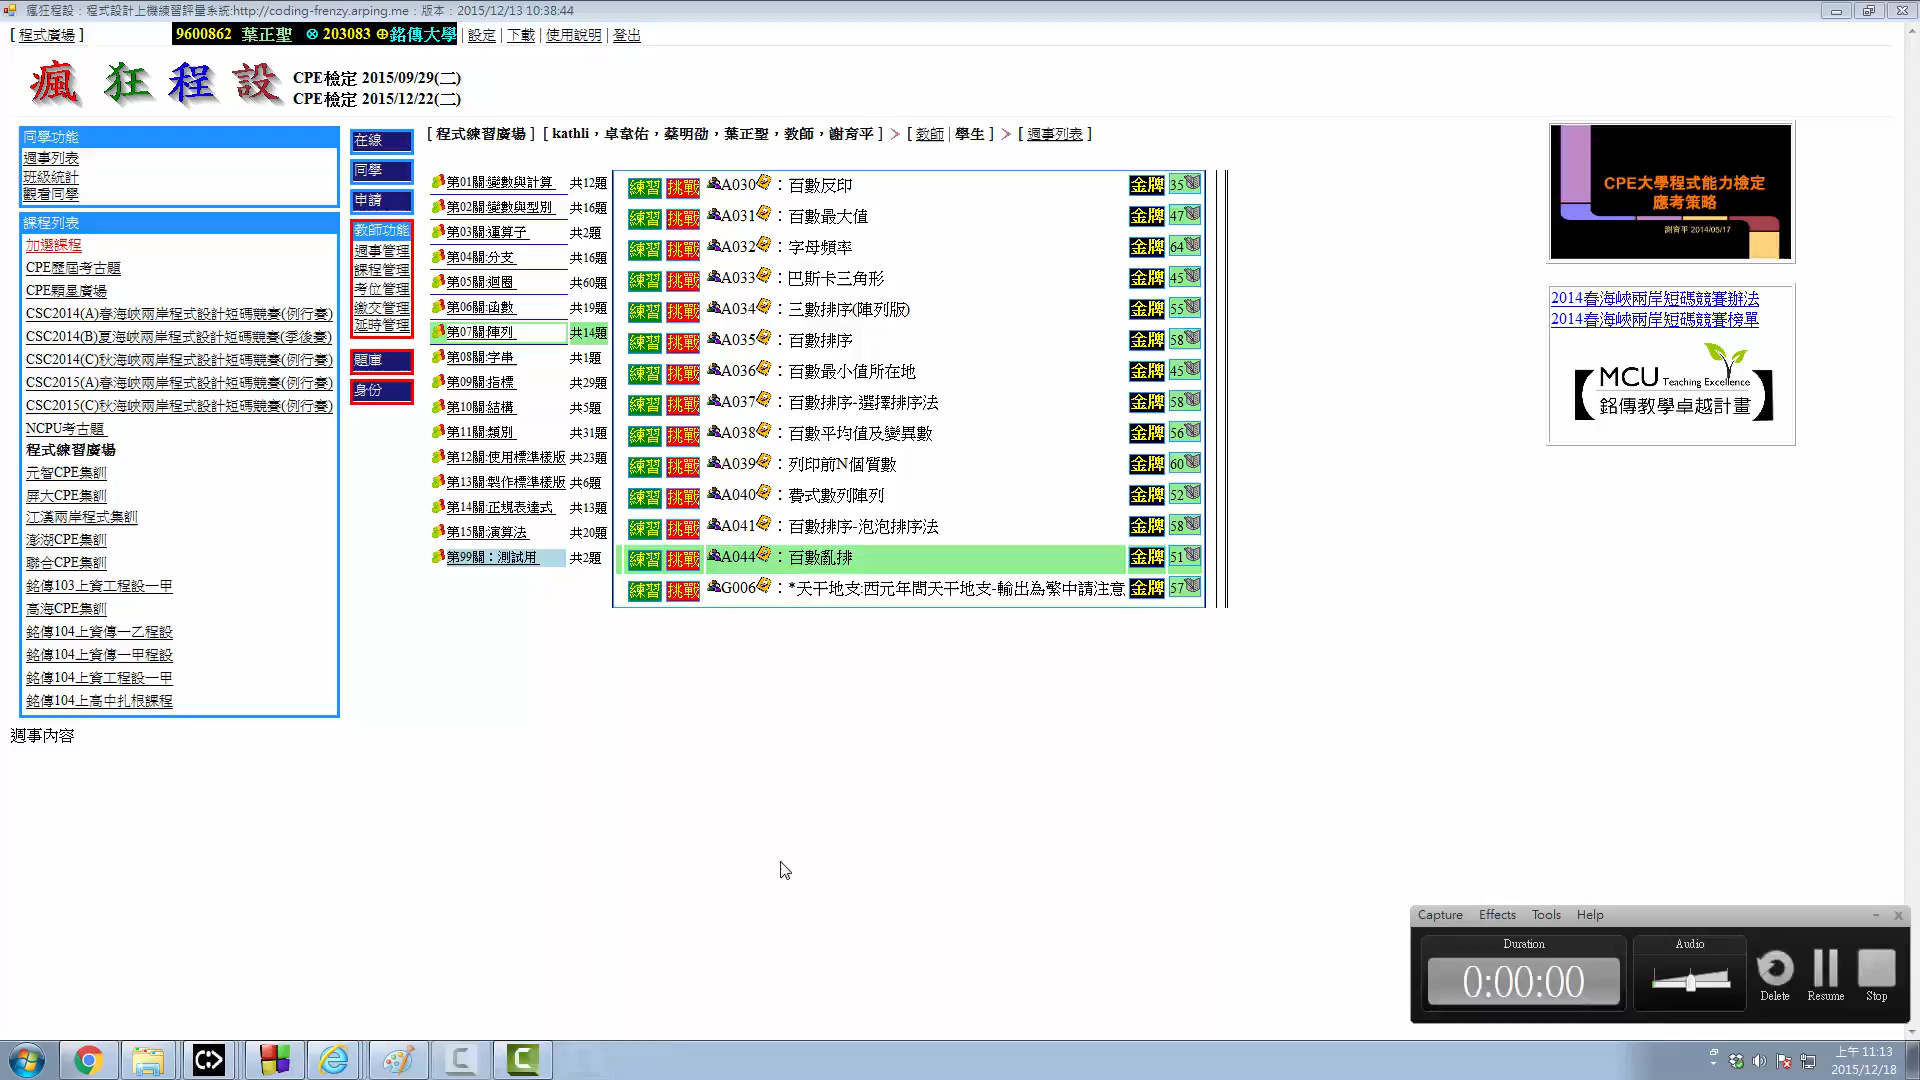 瘋狂程設：程式設計上機練習評量系統:http://coding-frenzy.arping.me：版本：2015/12/13 10:38:44
[ 程式廣場 ] 9600862 葉正聖 ⊗ 203083 ⊕銘傳大學 | 設定 | 下載 | 使用說明 | 登出
瘋狂程設
CPE檢定 2015/09/29(二)
CPE檢定 2015/12/22(二)
同學功能
週事列表
班級統計
觀看同學
課程列表
加選課程
CPE歷屆考古題
CPE顆星廣場
CSC2014(A)春海峽兩岸程式設計短碼競賽(例行賽)
CSC2014(B)夏海峽兩岸程式設計短碼競賽(季後賽)
CSC2014(C)秋海峽兩岸程式設計短碼競賽(例行賽)
CSC2015(A)春海峽兩岸程式設計短碼競賽(例行賽)
CSC2015(C)秋海峽兩岸程式設計短碼競賽(例行賽)
NCPU考古題
程式練習廣場
元智CPE集訓
屏大CPE集訓
江漢兩岸程式集訓
澎湖CPE集訓
聯合CPE集訓
銘傳103上資工程設一甲
高海CPE集訓
銘傳104上資傳一乙程設
銘傳104上資傳一甲程設
銘傳104上資工程設一甲
銘傳104上高中扎根課程
週事內容
在線
同學
申請
教師功能
週事管理
課程管理
考位管理
繳交管理
延時管理
題庫
身份
[ 程式練習廣場 ] [ kathli，卓韋佑，蔡明劭，葉正聖，教師，謝育平 ] > [ 教師 | 學生 ] > [ 週事列表 ]
第01關:變數與計算 共12題
第02關:變數與型別 共16題
第03關:運算子 共2題
第04關:分支 共16題
第05關:迴圈 共60題
第06關:函數 共19題
第07關:陣列 共14題
第08關:字串 共1題
第09關:指標 共29題
第10關:結構 共5題
第11關:類別 共31題
第12關:使用標準樣版 共23題
第13關:製作標準樣版 共6題
第14關:正規表達式 共13題
第15關:演算法 共20題
第99關：測試用 共2題
練習 挑戰 A030：百數反印 金牌 35
練習 挑戰 A031：百數最大值 金牌 47
練習 挑戰 A032：字母頻率 金牌 64
練習 挑戰 A033：巴斯卡三角形 金牌 45
練習 挑戰 A034：三數排序(陣列版) 金牌 55
練習 挑戰 A035：百數排序 金牌 58
練習 挑戰 A036：百數最小值所在地 金牌 45
練習 挑戰 A037：百數排序-選擇排序法 金牌 58
練習 挑戰 A038：百數平均值及變異數 金牌 56
練習 挑戰 A039：列印前N個質數 金牌 60
練習 挑戰 A040：費式數列陣列 金牌 52
練習 挑戰 A041：百數排序-泡泡排序法 金牌 58
練習 挑戰 A044：百數亂排 金牌 51
練習 挑戰 G006：*天干地支:西元年問天干地支-輸出為繁中請注意 金牌 57
CPE大學程式能力檢定
應考策略
謝育平 2014/05/17
2014春海峽兩岸短碼競賽辦法
2014春海峽兩岸短碼競賽榜單
MCU Teaching Excellence
銘傳教學卓越計畫
Capture Effects Tools Help
Duration
0:00:00
Audio
Delete
Resume
Stop
上午 11:13
2015/12/18